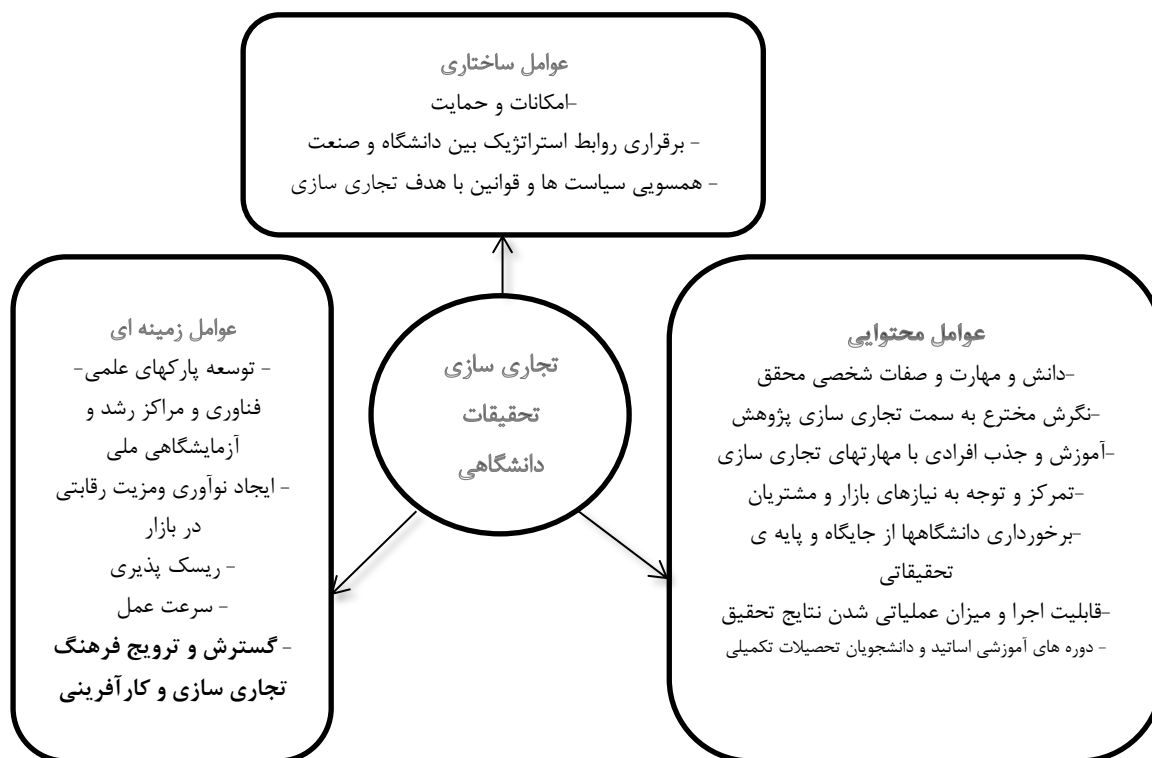 عوامل ساختاری
-امکانات و حمایت
- برقراری روابط استراتژیک بین دانشگاه و صنعت
- همسویی سیاست ها و قوانین با هدف تجاری سازی
عوامل محتوایی
-دانش و مهارت و صفات شخصی محقق
-نگرش مخترع به سمت تجاری سازی پژوهش
-آموزش و جذب افرادی با مهارتهای تجاری سازی
-تمرکز و توجه به نیازهای بازار و مشتریان
-برخورداری دانشگاهها از جایگاه و پایه ی
تحقیقاتی
-قابلیت اجرا و میزان عملیاتی شدن نتایج تحقیق
- دوره های آموزشی اساتید و دانشجویان تحصیلات تکمیلی
تجاری سازی
تحقیقات
دانشگاهی
عوامل زمینه ای
- توسعه پارکهای علمی-
فناوری و مراکز رشد و
آزمایشگاهی ملی
- ایجاد نوآوری ومزیت رقابتی
در بازار
- ریسک پذیری
- سرعت عمل
- گسترش و ترویج فرهنگ
تجاری سازی و کارآفرینی